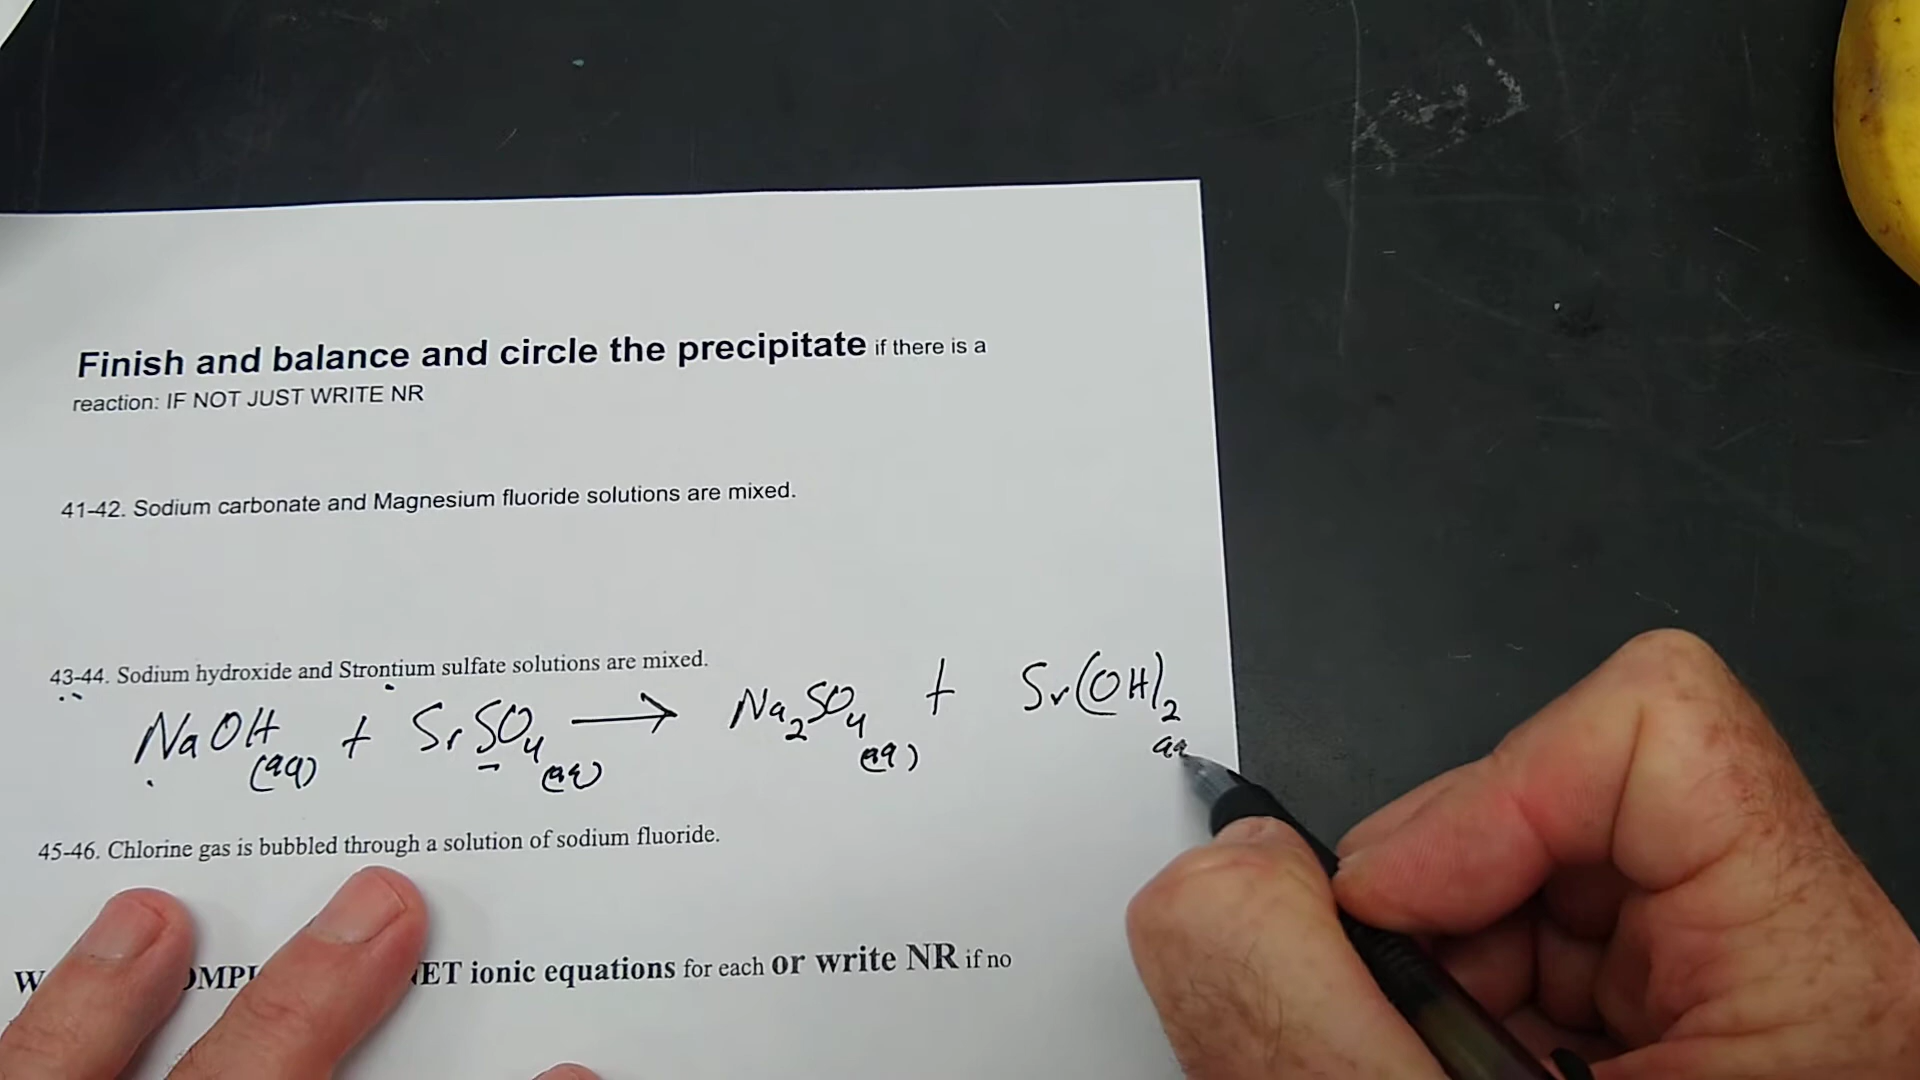 Finish and balance and circle the precipitate if there is a
reaction: IF NOT JUST WRITE NR
41-42. Sodium carbonate and Magnesium fluoride solutions are mixed.
43-44. Sodium hydroxide and Strontium sulfate solutions are mixed.
NaOH(aq) + SrSO4(aq) → Na2SO4(aq) + Sr(OH)2 aq
45-46. Chlorine gas is bubbled through a solution of sodium fluoride.
ionic equations for each or write NR if no